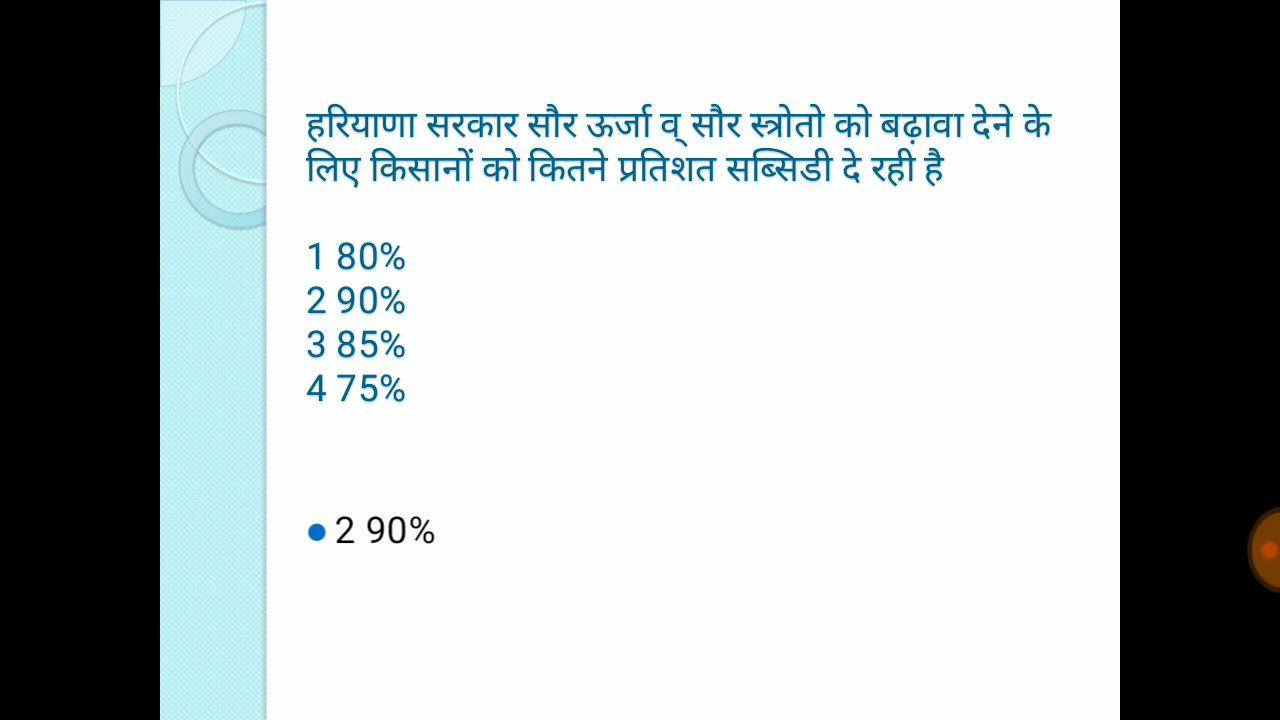 हरियाणा सरकार सौर ऊर्जा व् सौर स्त्रोतो को बढ़ावा देने के
लिए किसानों को कितने प्रतिशत सब्सिडी दे रही है
1 80%
2 90%
3 85%
4 75%
2 90%